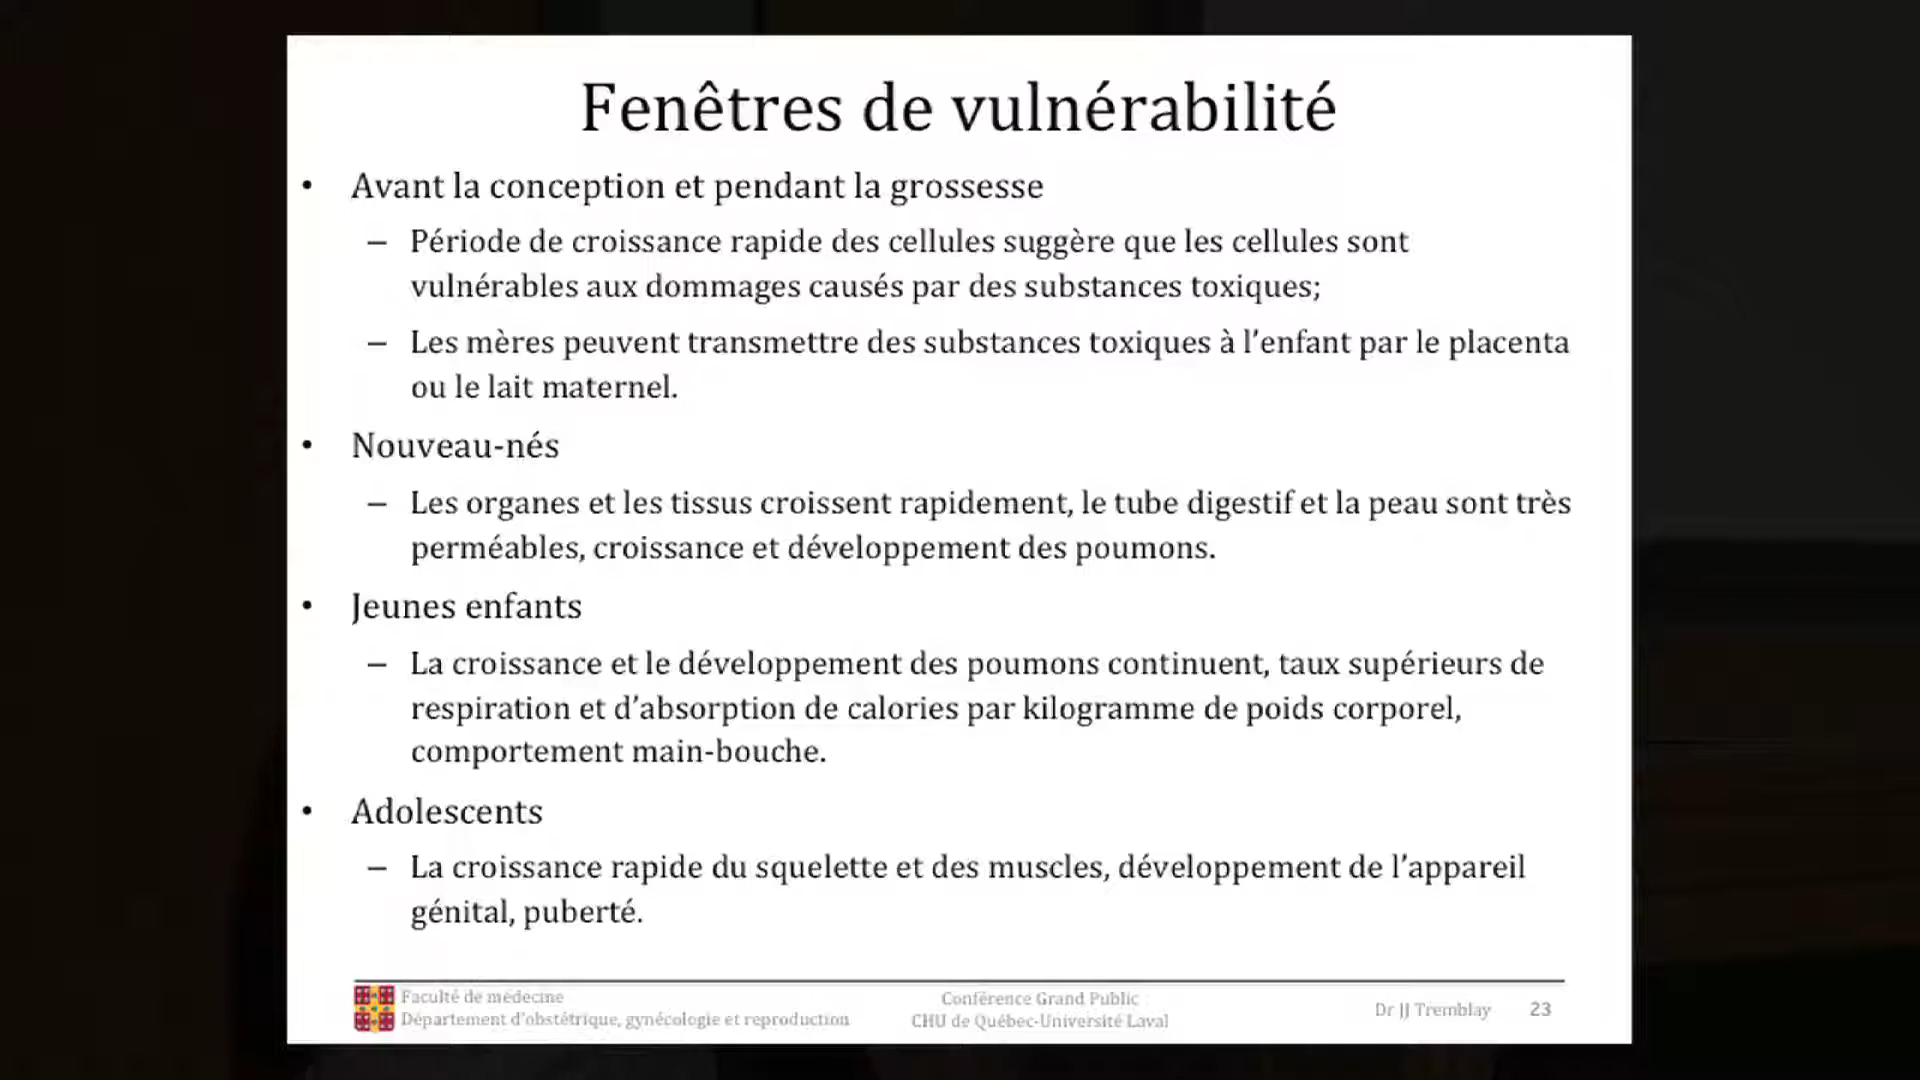 Fenêtres de vulnérabilité
• Avant la conception et pendant la grossesse
– Période de croissance rapide des cellules suggère que les cellules sont
vulnérables aux dommages causés par des substances toxiques;
– Les mères peuvent transmettre des substances toxiques à l’enfant par le placenta
ou le lait maternel.
• Nouveau-nés
– Les organes et les tissus croissent rapidement, le tube digestif et la peau sont très
perméables, croissance et développement des poumons.
• Jeunes enfants
– La croissance et le développement des poumons continuent, taux supérieurs de
respiration et d’absorption de calories par kilogramme de poids corporel,
comportement main-bouche.
• Adolescents
– La croissance rapide du squelette et des muscles, développement de l’appareil
génital, puberté.
Faculté de médecine
Département d’obstétrique, gynécologie et reproduction
Conférence Grand Public
CHU de Québec-Université Laval
Dr JJ Tremblay 23